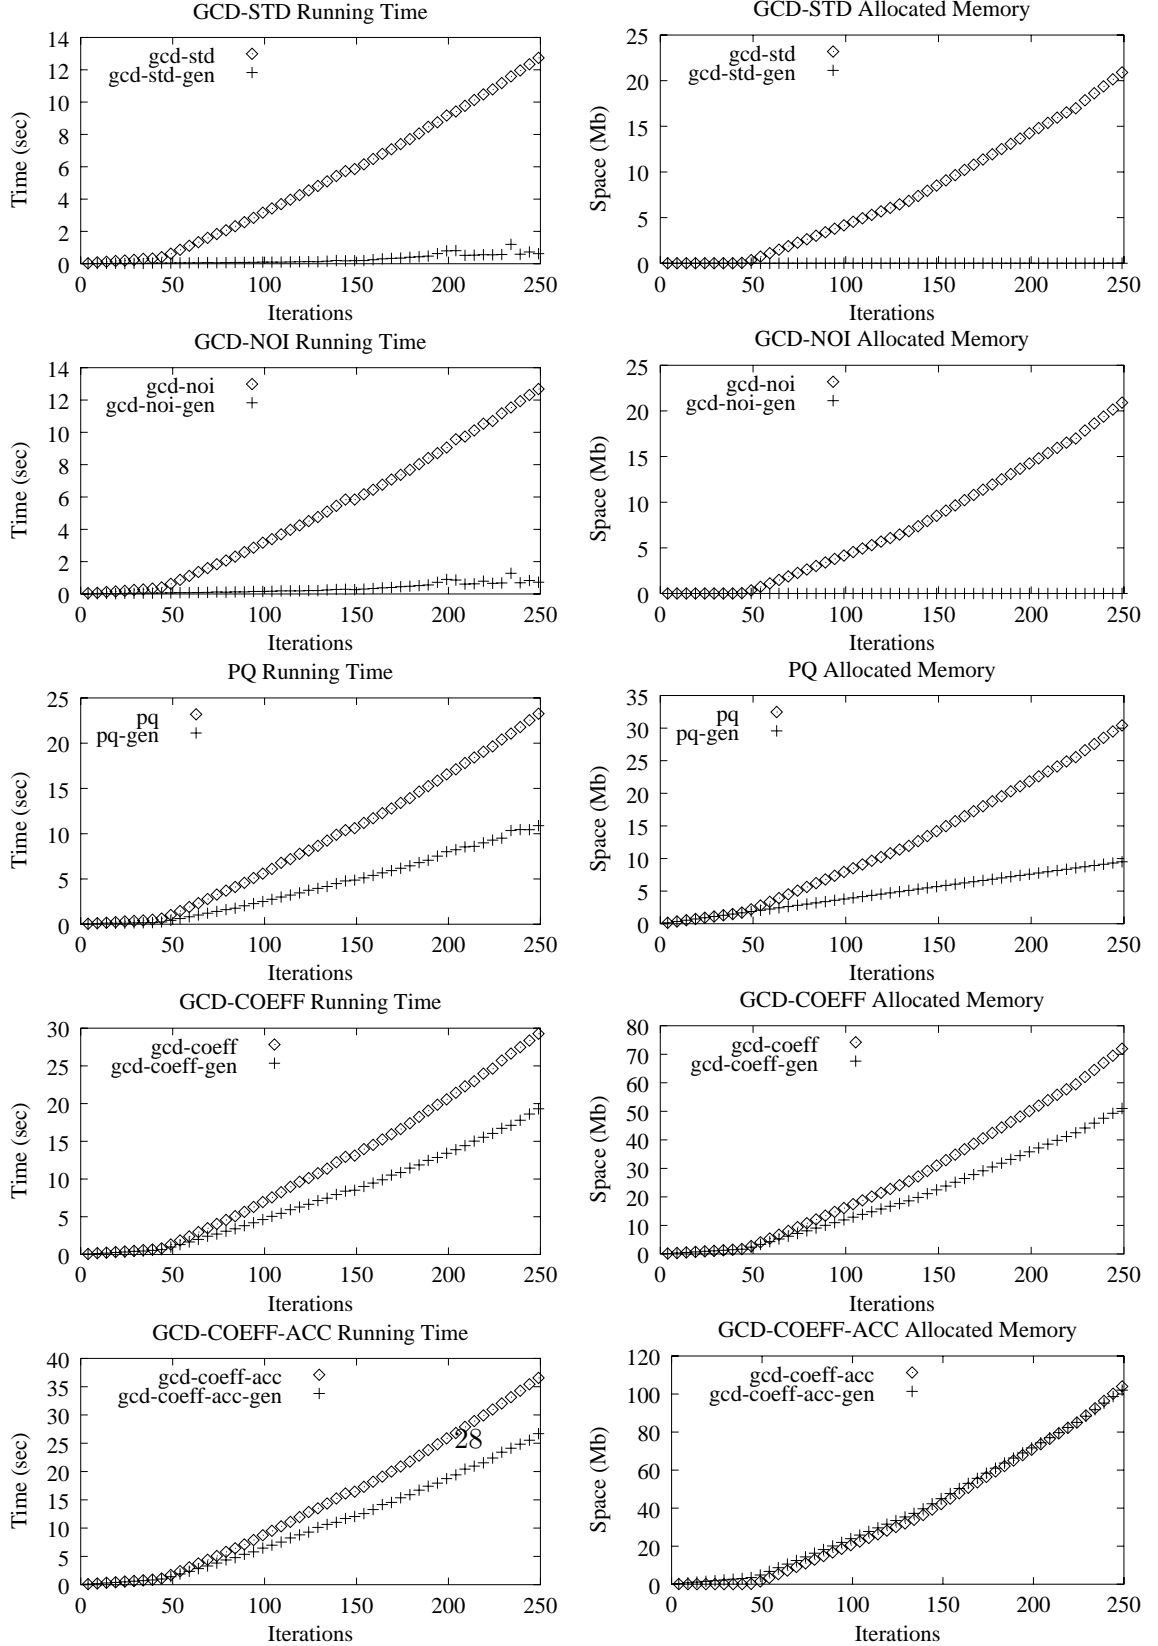 GCD-STD Running Time
14
12
10
8
6
4
2
0
Time (sec)
gcd-std
gcd-std-gen
0 50 100 150 200 250
Iterations
GCD-STD Allocated Memory
25
20
15
10
5
0
Space (Mb)
gcd-std
gcd-std-gen
0 50 100 150 200 250
Iterations
GCD-NOI Running Time
14
12
10
8
6
4
2
0
Time (sec)
gcd-noi
gcd-noi-gen
0 50 100 150 200 250
Iterations
GCD-NOI Allocated Memory
25
20
15
10
5
0
Space (Mb)
gcd-noi
gcd-noi-gen
0 50 100 150 200 250
Iterations
PQ Running Time
25
20
15
10
5
0
Time (sec)
pq
pq-gen
0 50 100 150 200 250
Iterations
PQ Allocated Memory
35
30
25
20
15
10
5
0
Space (Mb)
pq
pq-gen
0 50 100 150 200 250
Iterations
GCD-COEFF Running Time
30
25
20
15
10
5
0
Time (sec)
gcd-coeff
gcd-coeff-gen
0 50 100 150 200 250
Iterations
GCD-COEFF Allocated Memory
80
70
60
50
40
30
20
10
0
Space (Mb)
gcd-coeff
gcd-coeff-gen
0 50 100 150 200 250
Iterations
GCD-COEFF-ACC Running Time
40
35
30
25
20
15
10
5
0
Time (sec)
gcd-coeff-acc
gcd-coeff-acc-gen
28
0 50 100 150 200 250
Iterations
GCD-COEFF-ACC Allocated Memory
120
100
80
60
40
20
0
Space (Mb)
gcd-coeff-acc
gcd-coeff-acc-gen
0 50 100 150 200 250
Iterations